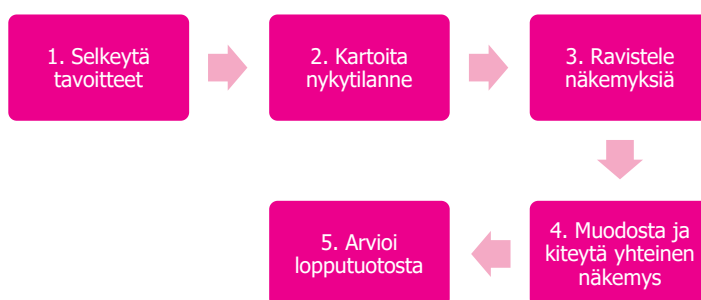 1. Selkeytä
tavoitteet
2. Kartoita
nykytilanne
3. Ravistele
näkemyksiä
4. Muodosta ja
kiteytä yhteinen
näkemys
5. Arvioi
lopputuotosta